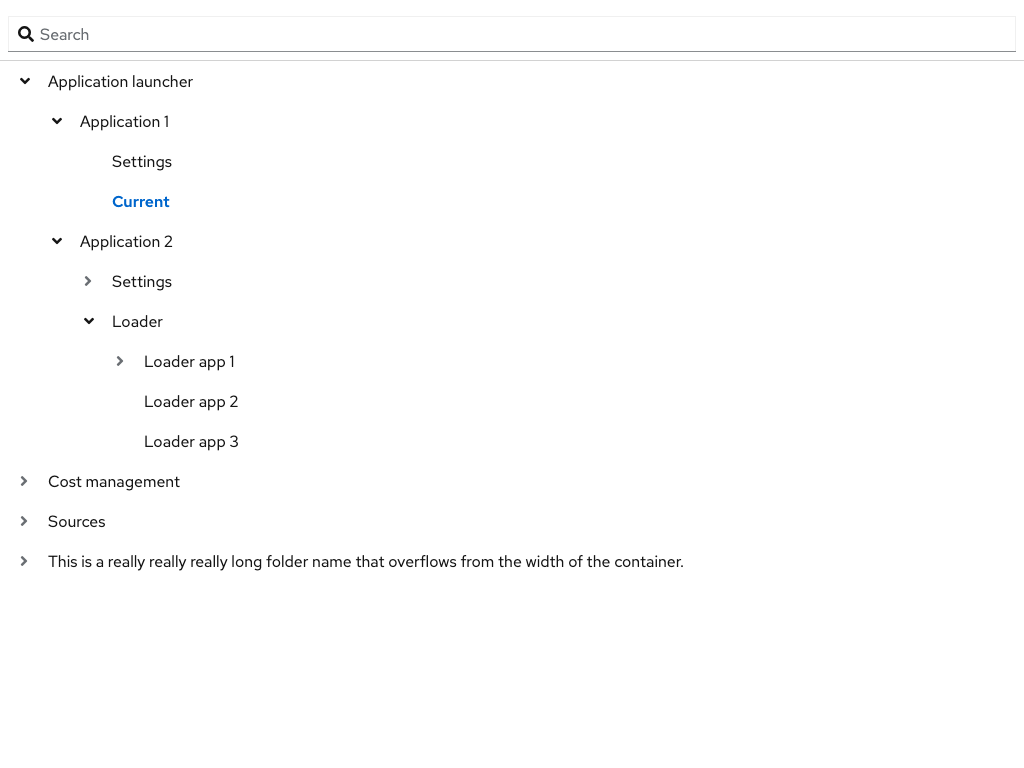 Search
Application launcher
Application 1
Settings
Current
Application 2
Settings
Loader
Loader app 1
Loader app 2
Loader app 3
Cost management
Sources
This is a really really really long folder name that overflows from the width of the container.